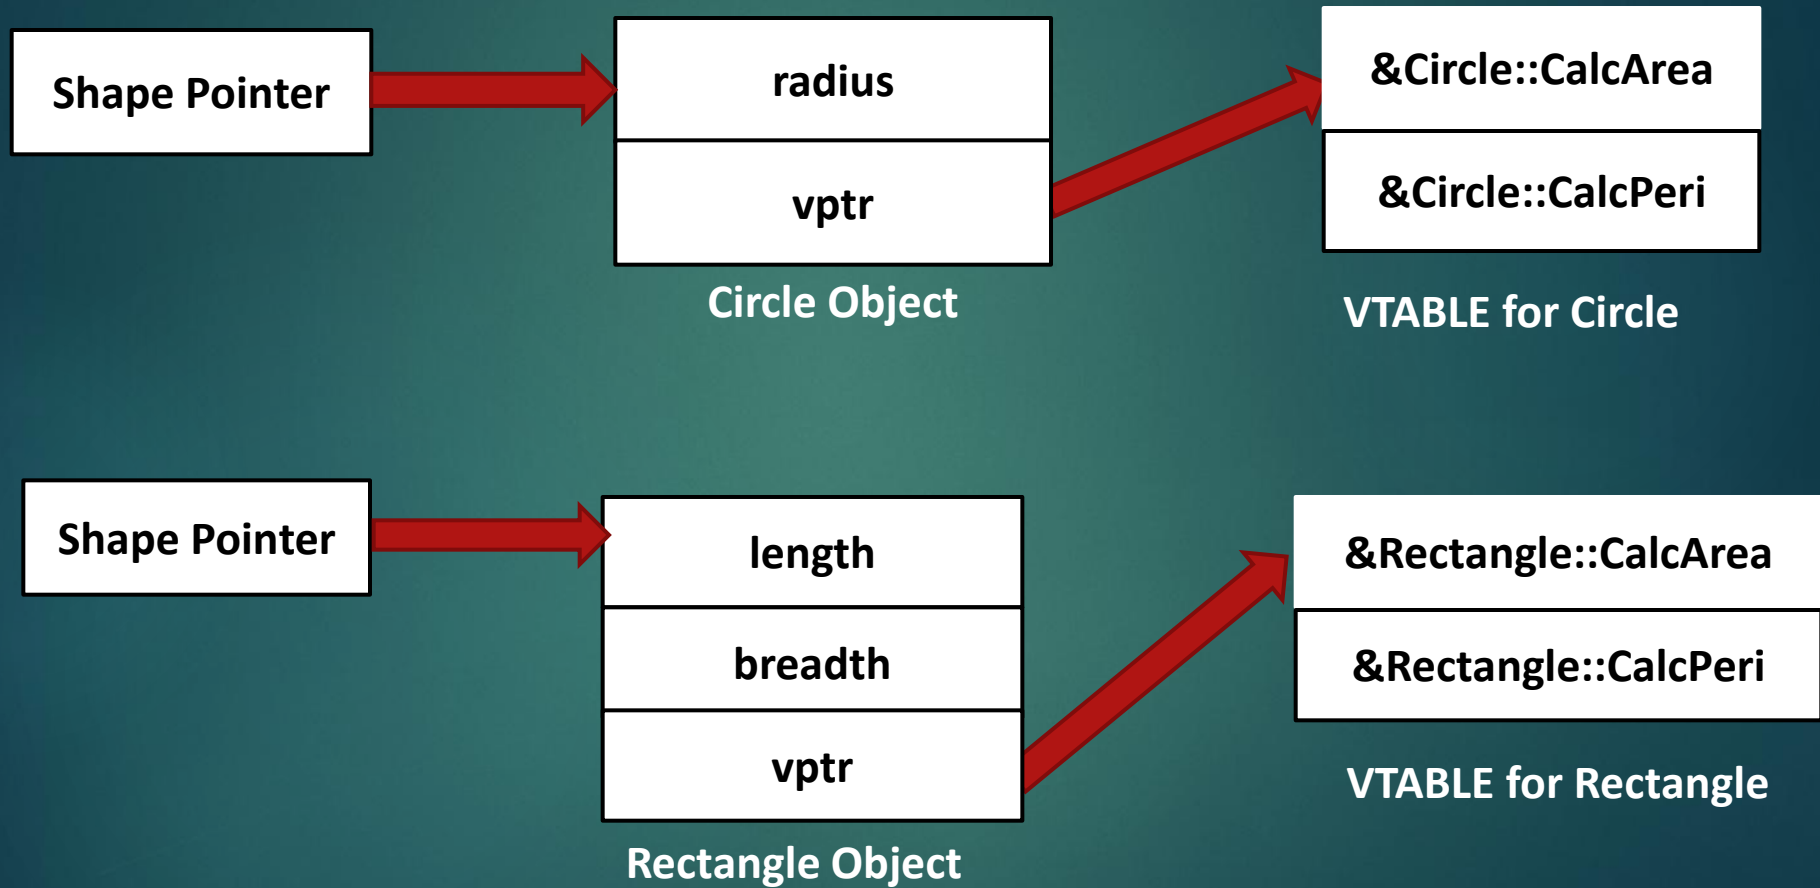 Shape Pointer
radius
vptr
Circle Object
&Circle::CalcArea
&Circle::CalcPeri
VTABLE for Circle
Shape Pointer
length
breadth
vptr
Rectangle Object
&Rectangle::CalcArea
&Rectangle::CalcPeri
VTABLE for Rectangle